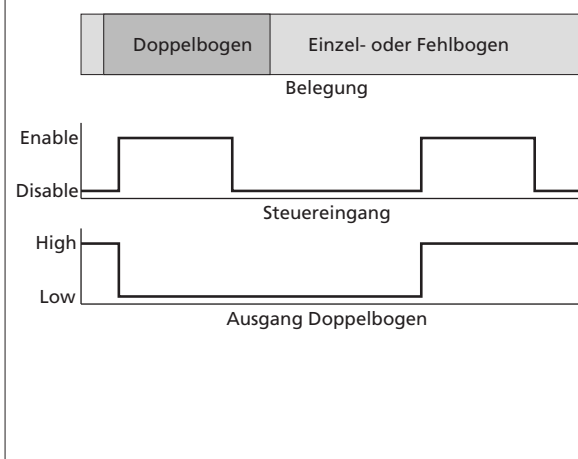 Doppelbogen Einzel- oder Fehlbogen
Belegung
Enable
Disable
Steuereingang
High
Low
Ausgang Doppelbogen